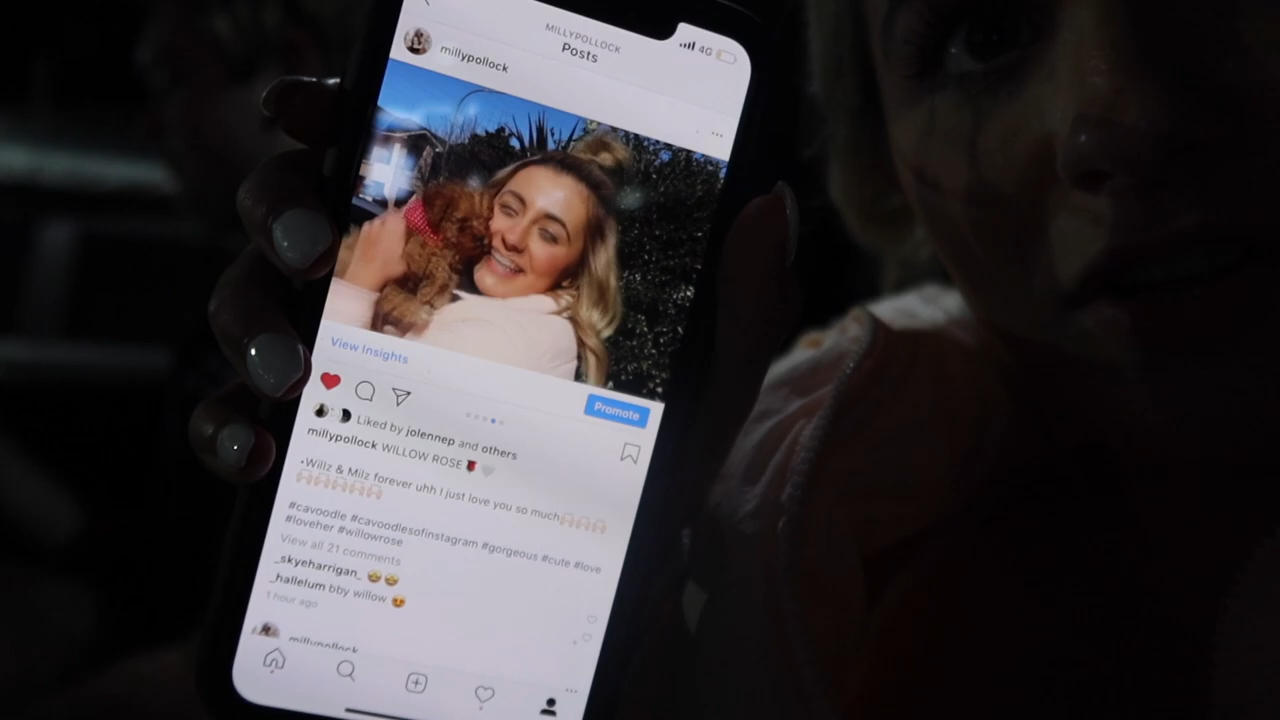 MILLYPOLLOCK
Posts
4G
millypollock
View Insights
Promote
Liked by jolennep and others
millypollock WILLOW ROSE🌹🤍
•Willz & Milz forever uhh I just love you so much
#cavoodle #cavoodlesofinstagram #gorgeous #cute #love
#loveher #willowrose
View all 21 comments
_skyeharrigan_ 🤩🤩
_hallelum bby willow 😍
1 hour ago
millypollock